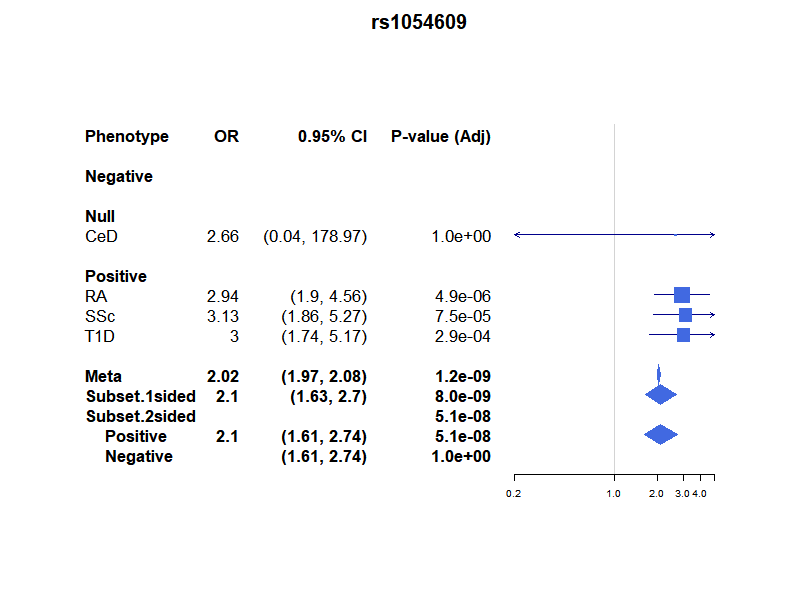 rs1054609
Phenotype OR 0.95% CI P-value (Adj)
Negative
Null
CeD 2.66 (0.04, 178.97) 1.0e+00
Positive
RA 2.94 (1.9, 4.56) 4.9e-06
SSc 3.13 (1.86, 5.27) 7.5e-05
T1D 3 (1.74, 5.17) 2.9e-04
Meta 2.02 (1.97, 2.08) 1.2e-09
Subset.1sided 2.1 (1.63, 2.7) 8.0e-09
Subset.2sided 5.1e-08
Positive 2.1 (1.61, 2.74) 5.1e-08
Negative (1.61, 2.74) 1.0e+00
0.2 1.0 2.0 3.0 4.0